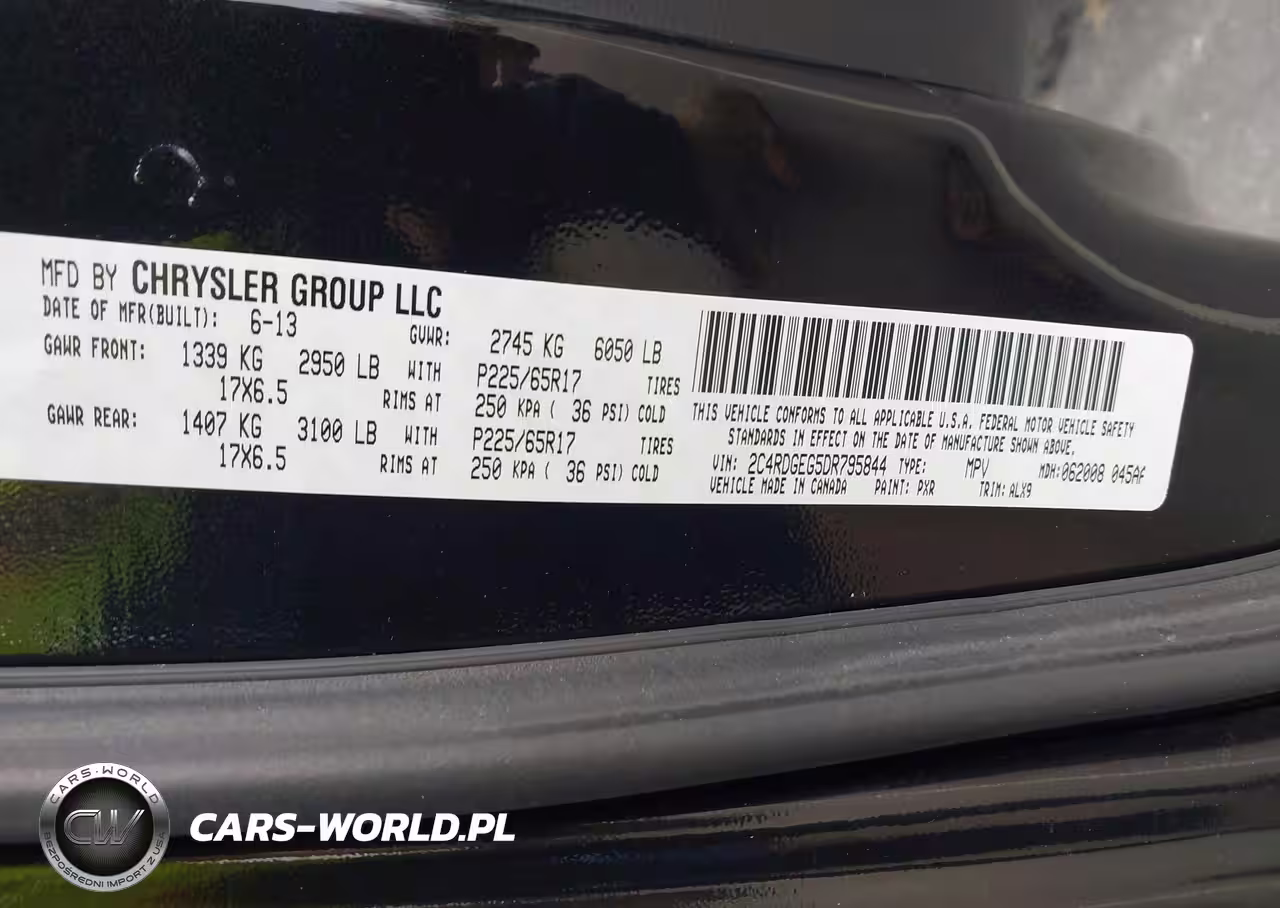 MFD BY CHRYSLER GROUP LLC
DATE OF MFR(BUILT): 6-13 GVWR: 2745 KG 6050 LB
GAWR FRONT: 1339 KG 2950 LB WITH P225/65R17 TIRES
17X6.5 RIMS AT 250 KPA ( 36 PSI) COLD
GAWR REAR: 1407 KG 3100 LB WITH P225/65R17 TIRES
17X6.5 RIMS AT 250 KPA ( 36 PSI) COLD
THIS VEHICLE CONFORMS TO ALL APPLICABLE U.S.A. FEDERAL MOTOR VEHICLE SAFETY
STANDARDS IN EFFECT ON THE DATE OF MANUFACTURE SHOWN ABOVE.
VIN: 2C4RDGEG5DR795844 TYPE: MPV MDH:062008 045AF
VEHICLE MADE IN CANADA PAINT: PXR TRIM: ALX9
CARS-WORLD
CW
BEZPOŚREDNI IMPORT Z USA
CARS-WORLD.PL